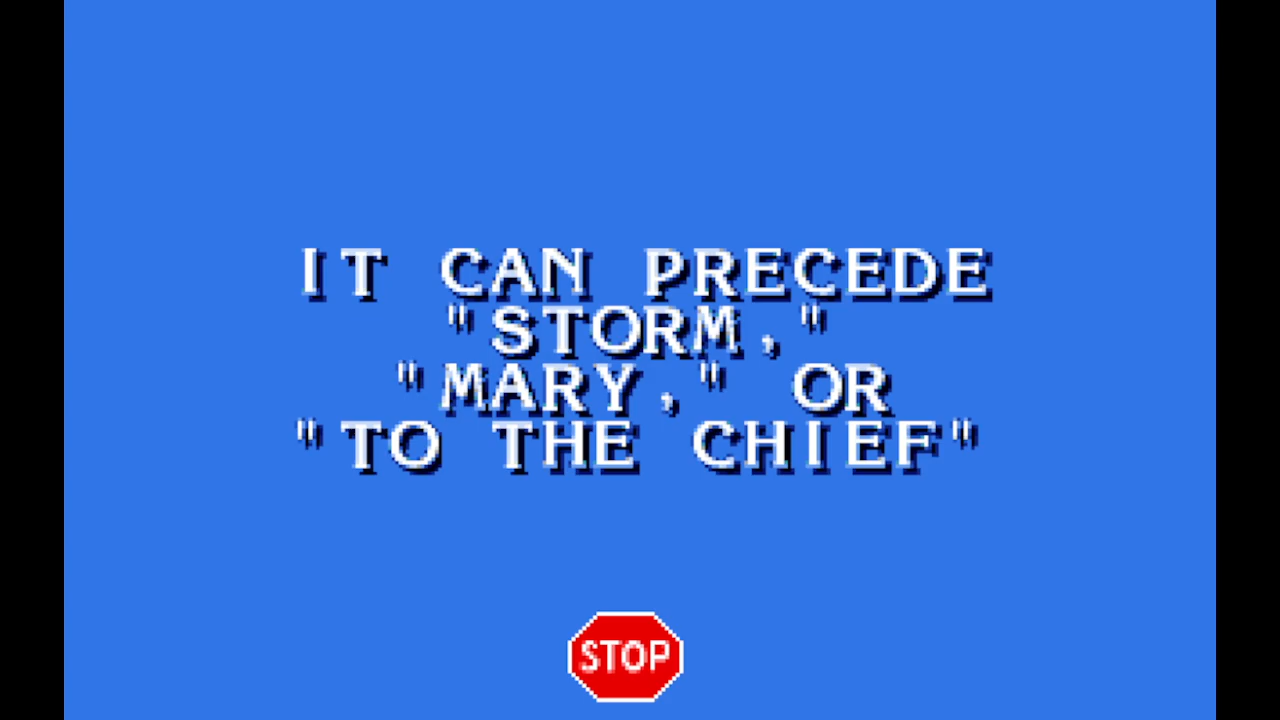 IT CAN PRECEDE
"STORM,"
"MARY," OR
"TO THE CHIEF"
STOP